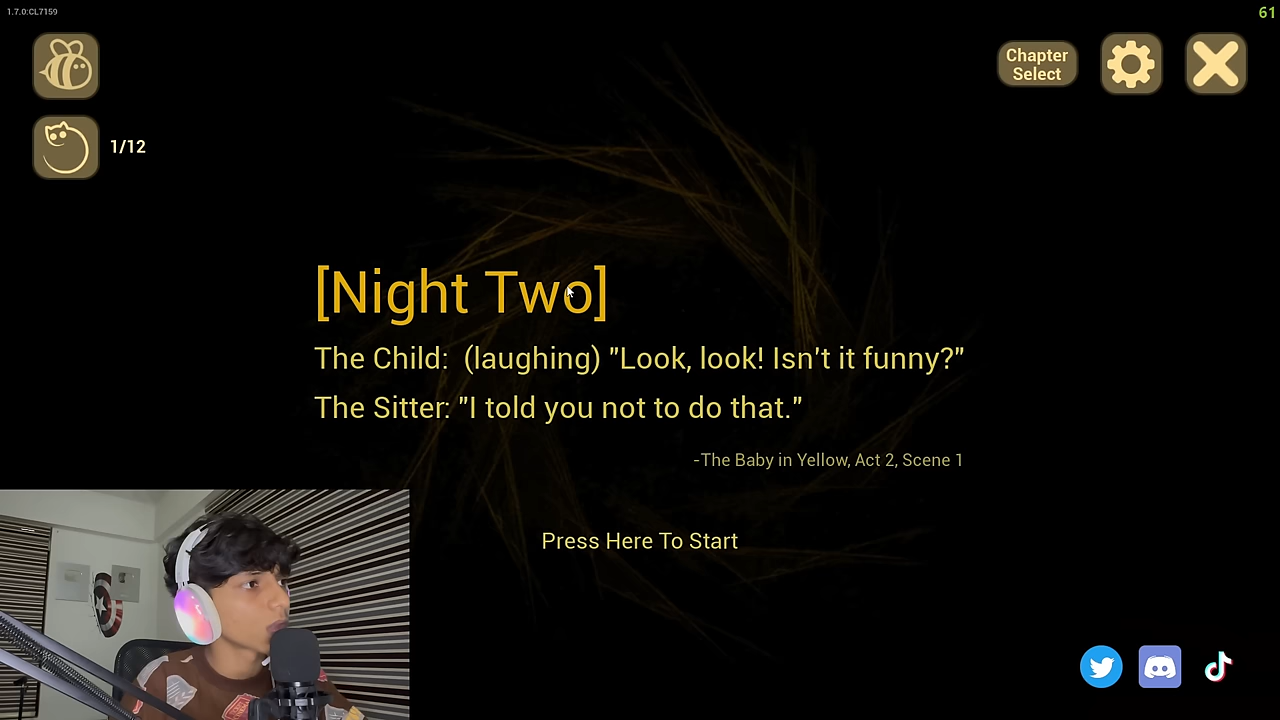 1.7.0:CL7159
61
Chapter
Select
1/12
[Night Two]
The Child:  (laughing) "Look, look! Isn't it funny?"
The Sitter: "I told you not to do that."
-The Baby in Yellow, Act 2, Scene 1
Press Here To Start